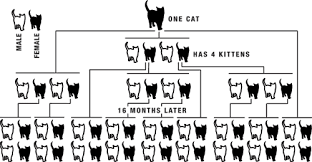 ONE CAT
MALE
FEMALE
HAS 4 KITTENS
16 MONTHS LATER